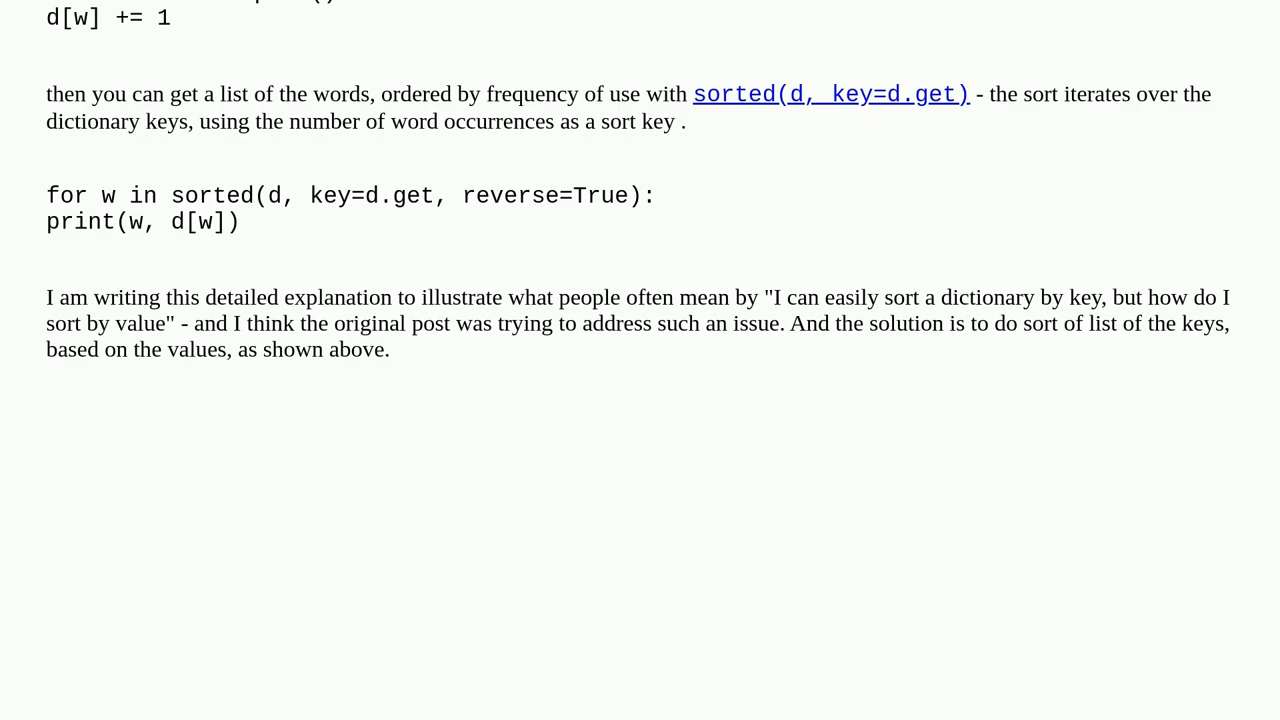 d[w] += 1
then you can get a list of the words, ordered by frequency of use with sorted(d, key=d.get) - the sort iterates over the
dictionary keys, using the number of word occurrences as a sort key .
for w in sorted(d, key=d.get, reverse=True):
print(w, d[w])
I am writing this detailed explanation to illustrate what people often mean by "I can easily sort a dictionary by key, but how do I
sort by value" - and I think the original post was trying to address such an issue. And the solution is to do sort of list of the keys,
based on the values, as shown above.